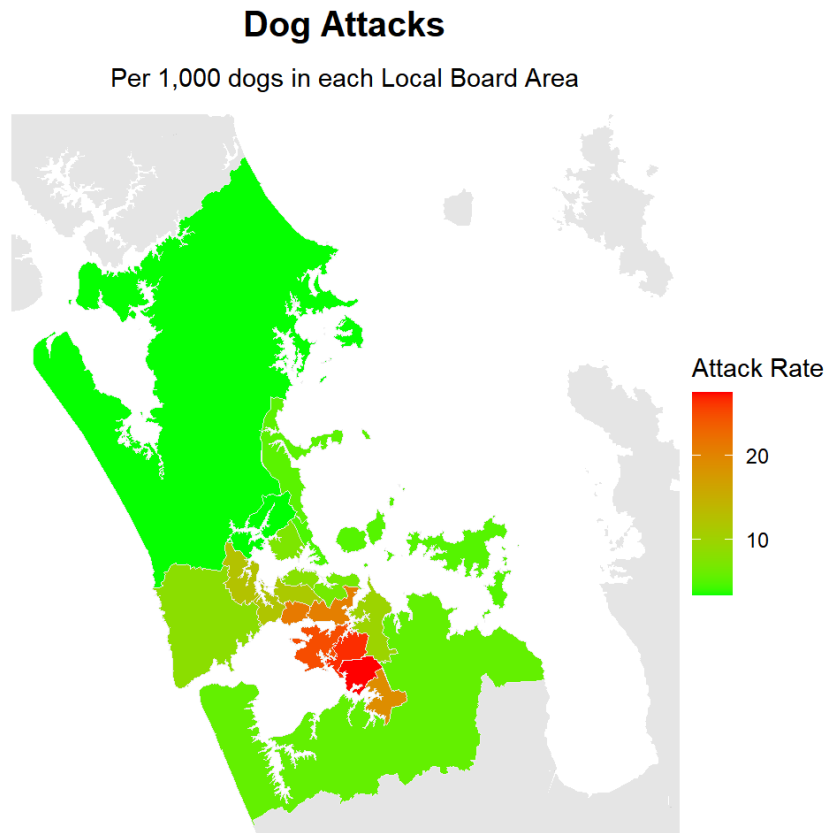 Dog Attacks
Per 1,000 dogs in each Local Board Area
Attack Rate
20
10